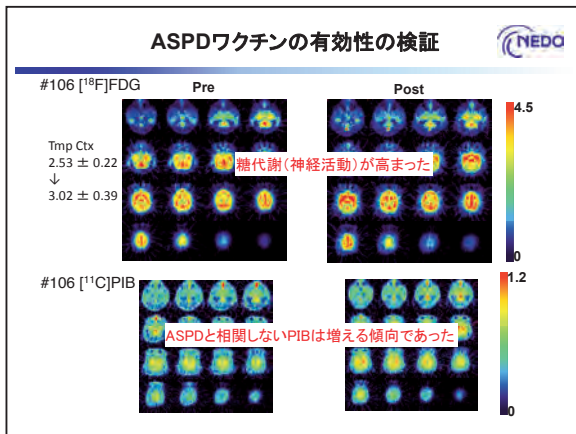 ASPDワクチンの有効性の検証
NEDO
#106 [¹⁸F]FDG
Pre
Post
4.5
Tmp Ctx
2.53 ± 0.22
↓
3.02 ± 0.39
糖代謝(神経活動)が高まった
0
#106 [¹¹C]PIB
1.2
ASPDと相関しないPIBは増える傾向であった
0